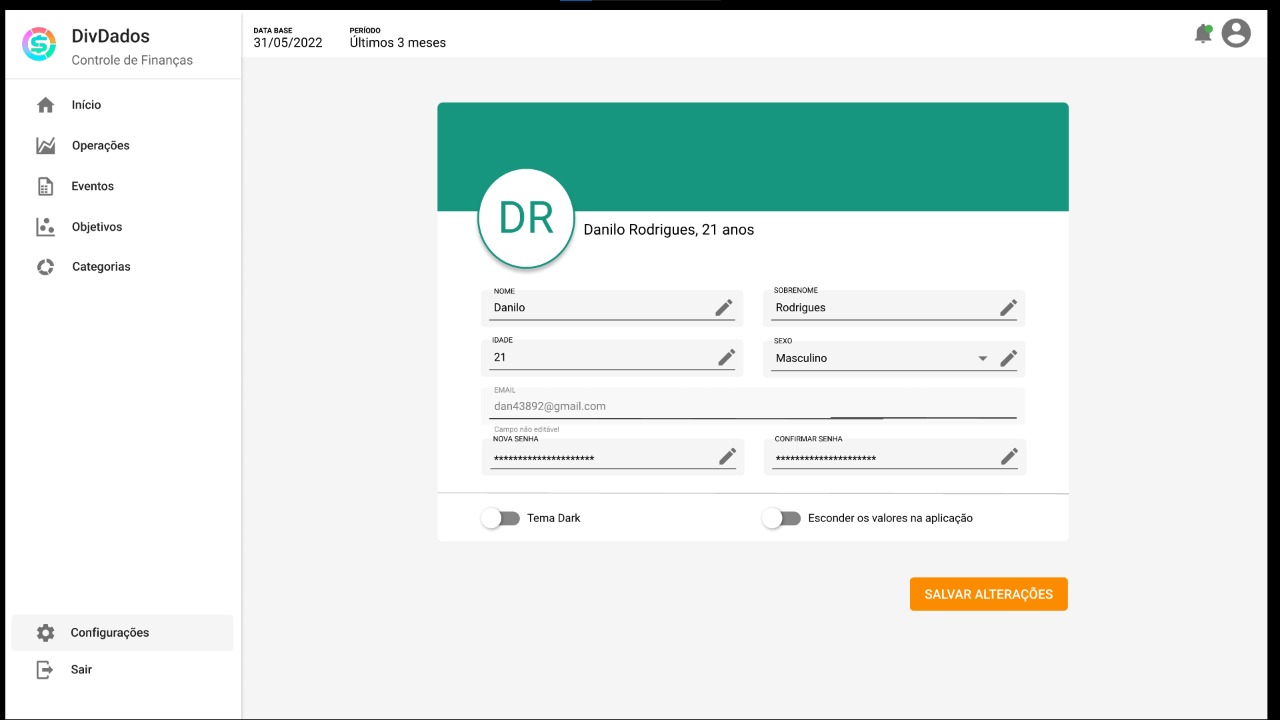 DivDados
Controle de Finanças
Início
Operações
Eventos
Objetivos
Categorias
Configurações
Sair
DATA BASE
31/05/2022
PERÍODO
Últimos 3 meses
DR
Danilo Rodrigues, 21 anos
NOME
Danilo
SOBRENOME
Rodrigues
IDADE
21
SEXO
Masculino
EMAIL
dan43892@gmail.com
Campo não editável
NOVA SENHA
*********************
CONFIRMAR SENHA
*********************
Tema Dark
Esconder os valores na aplicação
SALVAR ALTERAÇÕES